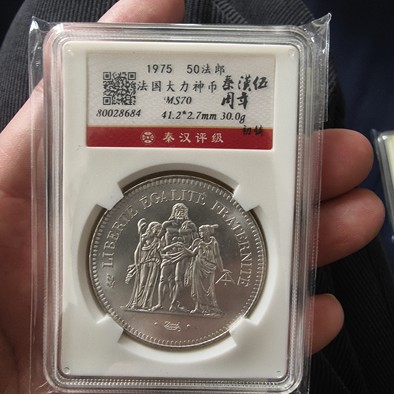 1975 50法郎
法国大力神币
MS70
80028684
41.2*2.7mm 30.0g
秦漢伍
周年
秦汉评级
LIBERTE EGALITE FRATERNITE